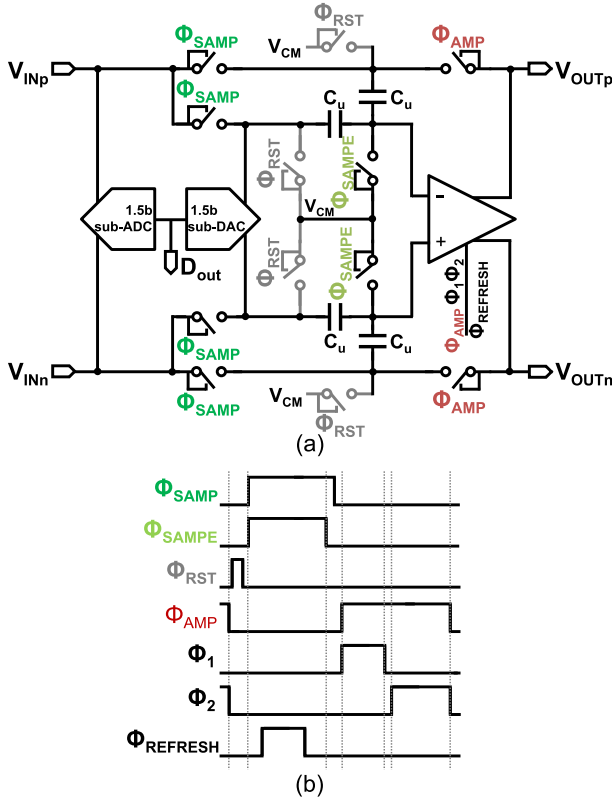 Φ_RST
Φ_SAMP
V_CM
Φ_AMP
V_INp
V_OUTp
Φ_SAMP
C_u
C_u
Φ_RST
Φ_SAMPE
1.5b
sub-ADC
1.5b
sub-DAC
V_CM
-
+
D_out
Φ_RST
Φ_SAMPE
Φ_AMP Φ_1 Φ_2
Φ_REFRESH
Φ_SAMP
C_u
C_u
V_INn
V_OUTn
Φ_SAMP
V_CM
Φ_RST
Φ_AMP
(a)
Φ_SAMP
Φ_SAMPE
Φ_RST
Φ_AMP
Φ_1
Φ_2
Φ_REFRESH
(b)